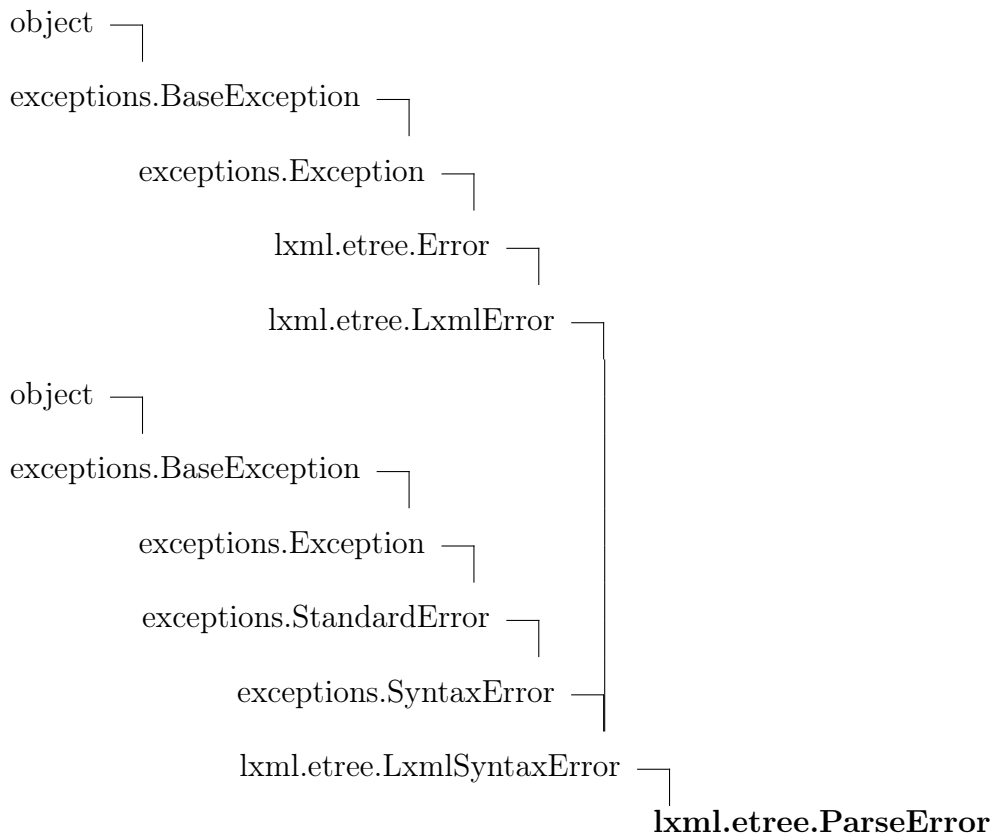 object
exceptions.BaseException
exceptions.Exception
lxml.etree.Error
lxml.etree.LxmlError
object
exceptions.BaseException
exceptions.Exception
exceptions.StandardError
exceptions.SyntaxError
lxml.etree.LxmlSyntaxError
lxml.etree.ParseError